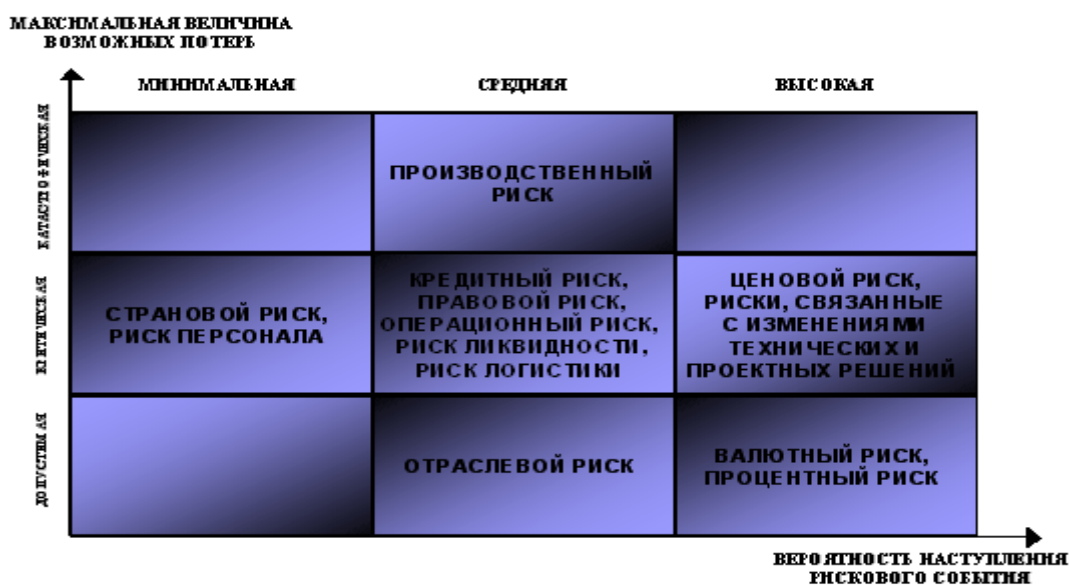 МАКСИМАЛЬНАЯ ВЕЛИЧИНА
ВОЗМОЖНЫХ ПОТЕРЬ
МИНИМАЛЬНАЯ
СРЕДНЯЯ
ВЫСОКАЯ
КАТАСТРОФИЧЕСКАЯ
ПРОИЗВОДСТВЕННЫЙ
РИСК
КРИТИЧЕСКАЯ
СТРАНОВОЙ РИСК,
РИСК ПЕРСОНАЛА
КРЕДИТНЫЙ РИСК,
ПРАВОВОЙ РИСК,
ОПЕРАЦИОННЫЙ РИСК,
РИСК ЛИКВИДНОСТИ,
РИСК ЛОГИСТИКИ
ЦЕНОВОЙ РИСК,
РИСКИ, СВЯЗАННЫЕ
С ИЗМЕНЕНИЯМИ
ТЕХНИЧЕСКИХ И
ПРОЕКТНЫХ РЕШЕНИЙ
ДОПУСТИМАЯ
ОТРАСЛЕВОЙ РИСК
ВАЛЮТНЫЙ РИСК,
ПРОЦЕНТНЫЙ РИСК
ВЕРОЯТНОСТЬ НАСТУПЛЕНИЯ
РИСКОВОГО СОБЫТИЯ